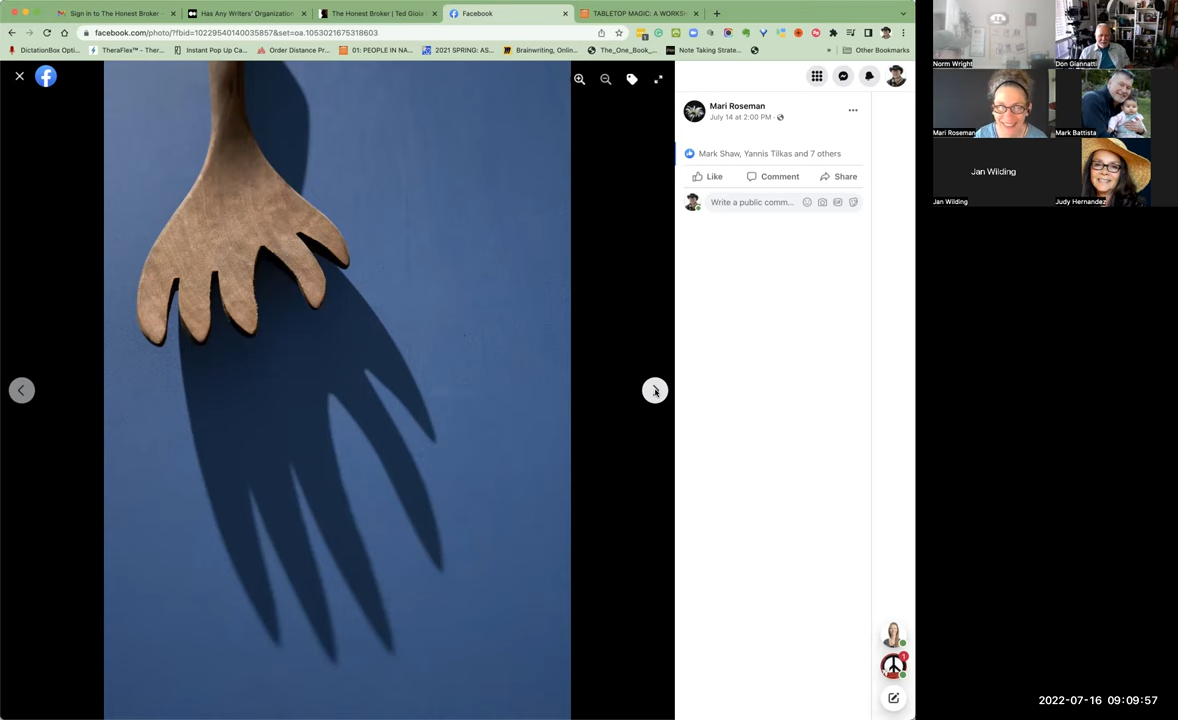 Sign in to The Honest Broker -
Has Any Writers' Organization
The Honest Broker | Ted Gioia
Facebook
TABLETOP MAGIC: A WORKSH
facebook.com/photo/?fbid=10229540140035857&set=oa.1053021675318603
DictationBox Opti...
TheraFlex™ – Ther...
Instant Pop Up Ca...
Order Distance Pr...
01: PEOPLE IN NA...
2021 SPRING: AS...
Brainwriting, Onlin...
The_One_Book_...
Note Taking Strate...
»
Other Bookmarks
Mari Roseman
July 14 at 2:00 PM ·
Mark Shaw, Yannis Tilkas and 7 others
Like
Comment
Share
Write a public comm...
1
Norm Wright
Don Giannatti
Mari Roseman
Mark Battista
Jan Wilding
Jan Wilding
Judy Hernandez
2022-07-16 09:09:57